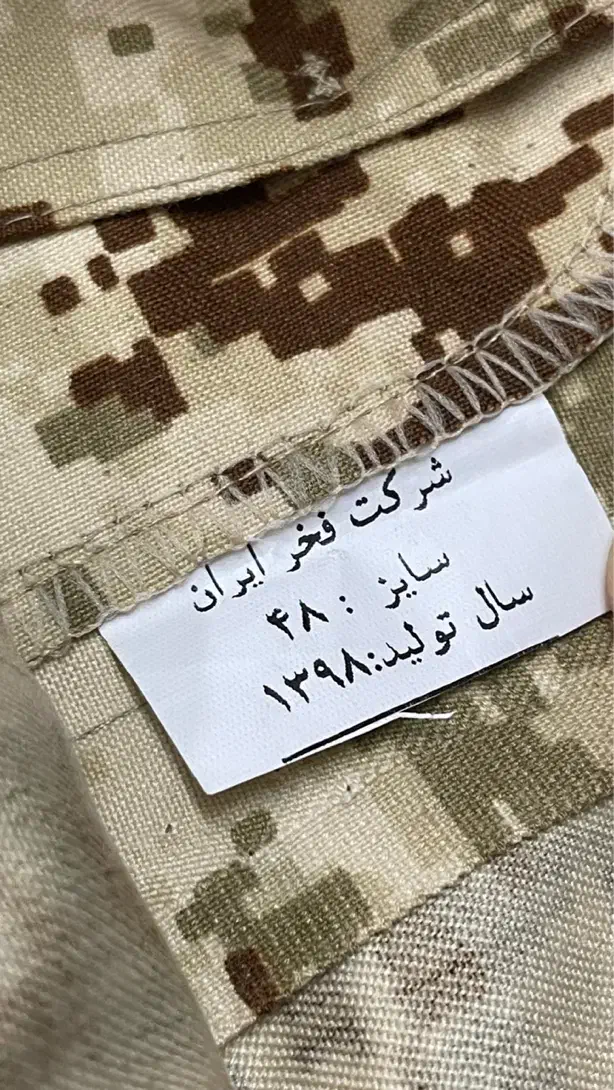 شرکت فخر ایران
سایز : ۴۸
سال تولید:۱۳۹۸